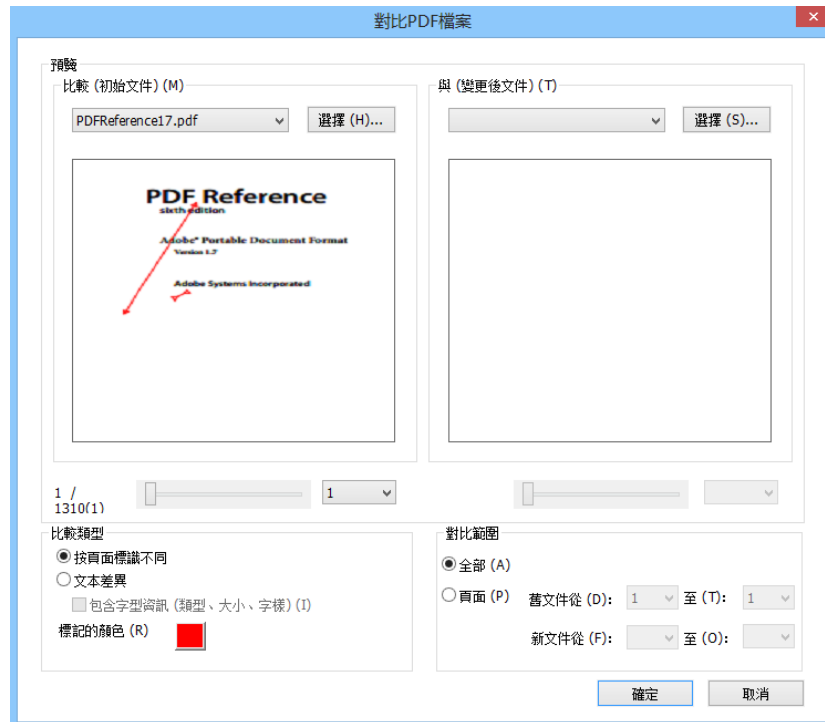 對比PDF檔案
預覽
比較 (初始文件) (M)
與 (變更後文件) (T)
PDFReference17.pdf
選擇 (H)...
選擇 (S)...
PDF Reference
sixth edition
Adobe® Portable Document Format
Version 1.7
Adobe Systems Incorporated
1 /
1310(1)
1
比較類型
按頁面標識不同
文本差異
包含字型資訊 (類型、大小、字樣) (I)
標記的顏色 (R)
對比範圍
全部 (A)
頁面 (P) 舊文件從 (D): 1 至 (T): 1
新文件從 (F): 至 (O):
確定
取消